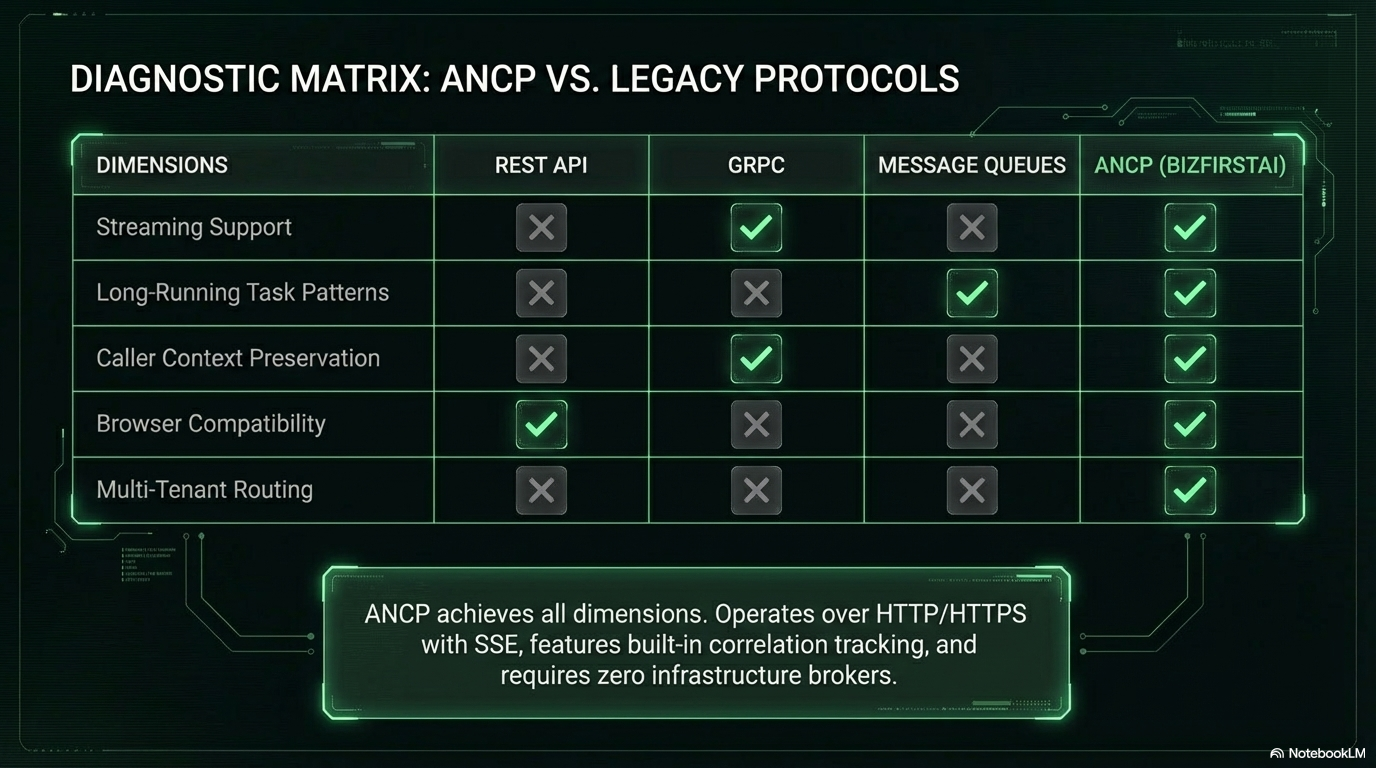 DIAGNOSTIC MATRIX: ANCP VS. LEGACY PROTOCOLS
DIMENSIONS REST API GRPC MESSAGE QUEUES ANCP (BIZFIRSTAI)
Streaming Support
Long-Running Task Patterns
Caller Context Preservation
Browser Compatibility
Multi-Tenant Routing
ANCP achieves all dimensions. Operates over HTTP/HTTPS
with SSE, features built-in correlation tracking, and
requires zero infrastructure brokers.
NotebookLM